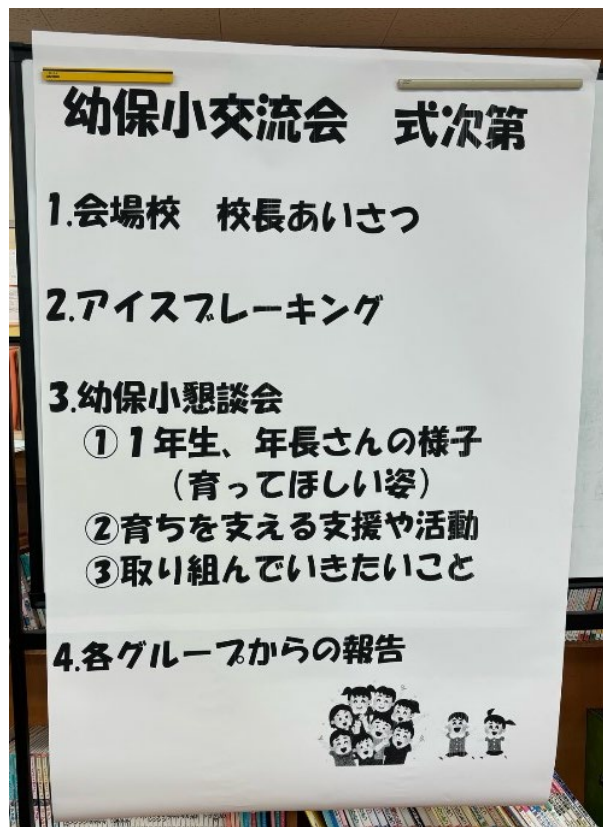 幼保小交流会　式次第
1.会場校　校長あいさつ
2.アイスブレーキング
3.幼保小懇談会
①1年生、年長さんの様子
（育ってほしい姿）
②育ちを支える支援や活動
③取り組んでいきたいこと
4.各グループからの報告